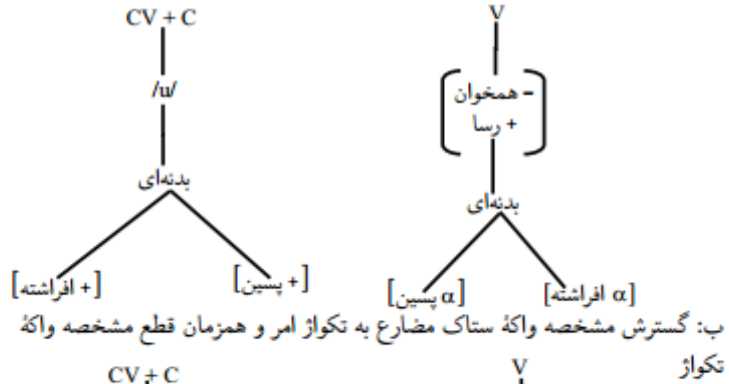 CV + C
V
/u/
- همخوان
+ رسا
بدنه‌ای
بدنه‌ای
[+ افراشته]
[+ پسین]
[α پسین]
[α افراشته]
ب: گسترش مشخصه واکهٔ ستاک مضارع به تکواژ امر و همزمان قطع مشخصه واکهٔ
تکواژ
CV + C
V